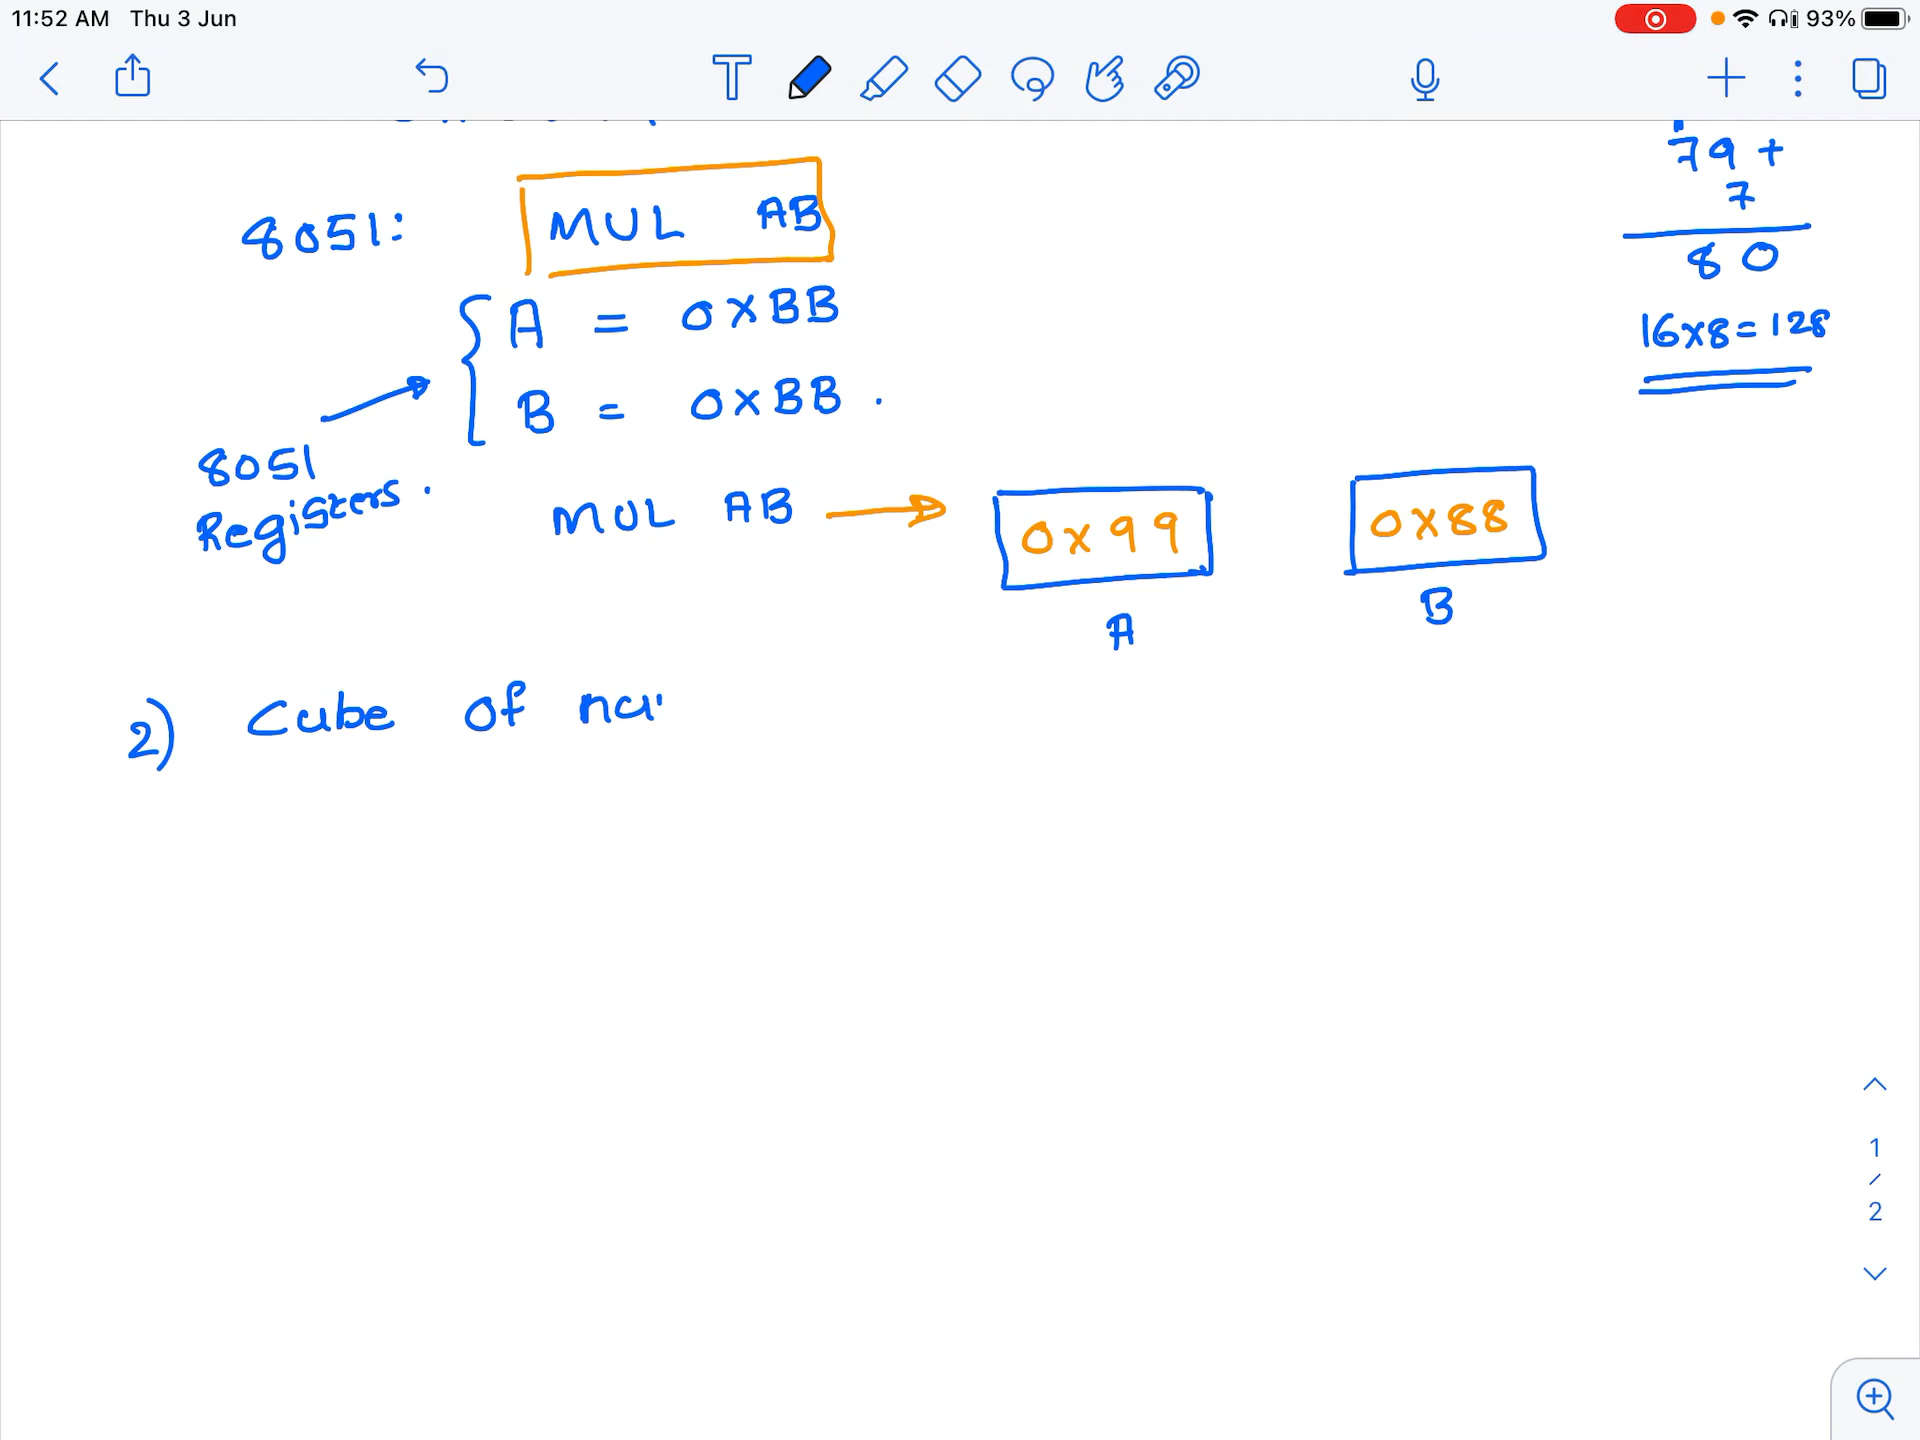 11:52 AM Thu 3 Jun
93%
79 +
7
80
16x8=128
8051: MUL AB
A = 0xBB
B = 0xBB .
8051
Registers .
MUL AB → 0x99 0x88
A B
2) Cube of
1
/
2